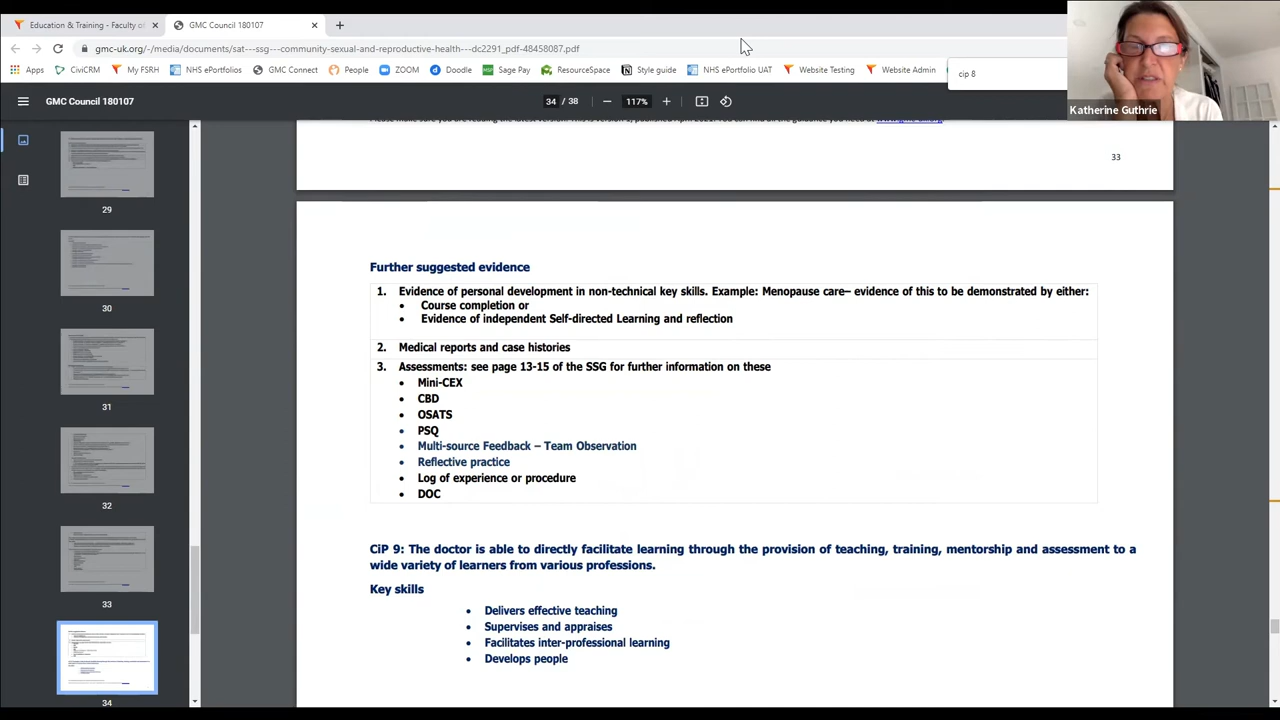 Education & Training - Faculty of
GMC Council 180107
gmc-uk.org/-/media/documents/sat---ssg---community-sexual-and-reproductive-health---dc2291_pdf-48458087.pdf
Apps CiviCRM My FSRH NHS ePortfolios GMC Connect People ZOOM Doodle Sage Pay ResourceSpace Style guide NHS ePortfolio UAT Website Testing Website Admin
cip 8
Katherine Guthrie
GMC Council 180107
34 / 38
117%
33
29
30
31
32
33
34
Further suggested evidence
1. Evidence of personal development in non-technical key skills. Example: Menopause care– evidence of this to be demonstrated by either:
• Course completion or
• Evidence of independent Self-directed Learning and reflection
2. Medical reports and case histories
3. Assessments: see page 13-15 of the SSG for further information on these
• Mini-CEX
• CBD
• OSATS
• PSQ
• Multi-source Feedback – Team Observation
• Reflective practice
• Log of experience or procedure
• DOC
CiP 9: The doctor is able to directly facilitate learning through the provision of teaching, training, mentorship and assessment to a
wide variety of learners from various professions.
Key skills
• Delivers effective teaching
• Supervises and appraises
• Facilitates inter-professional learning
• Develops people